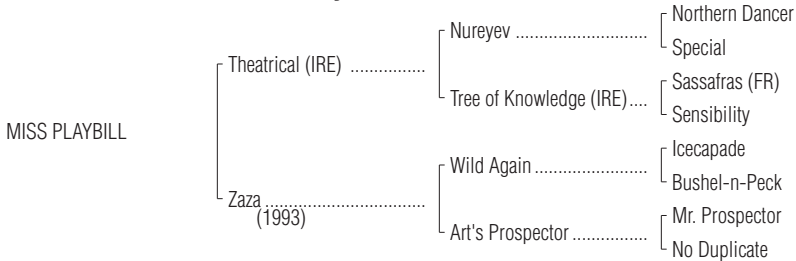 Northern Dancer
Nureyev ............................
Special
Theatrical (IRE) ................
Sassafras (FR)
Tree of Knowledge (IRE) ....
Sensibility
MISS PLAYBILL
Icecapade
Wild Again ........................
Bushel-n-Peck
Zaza ..................................
(1993)
Mr. Prospector
Art's Prospector ................
No Duplicate